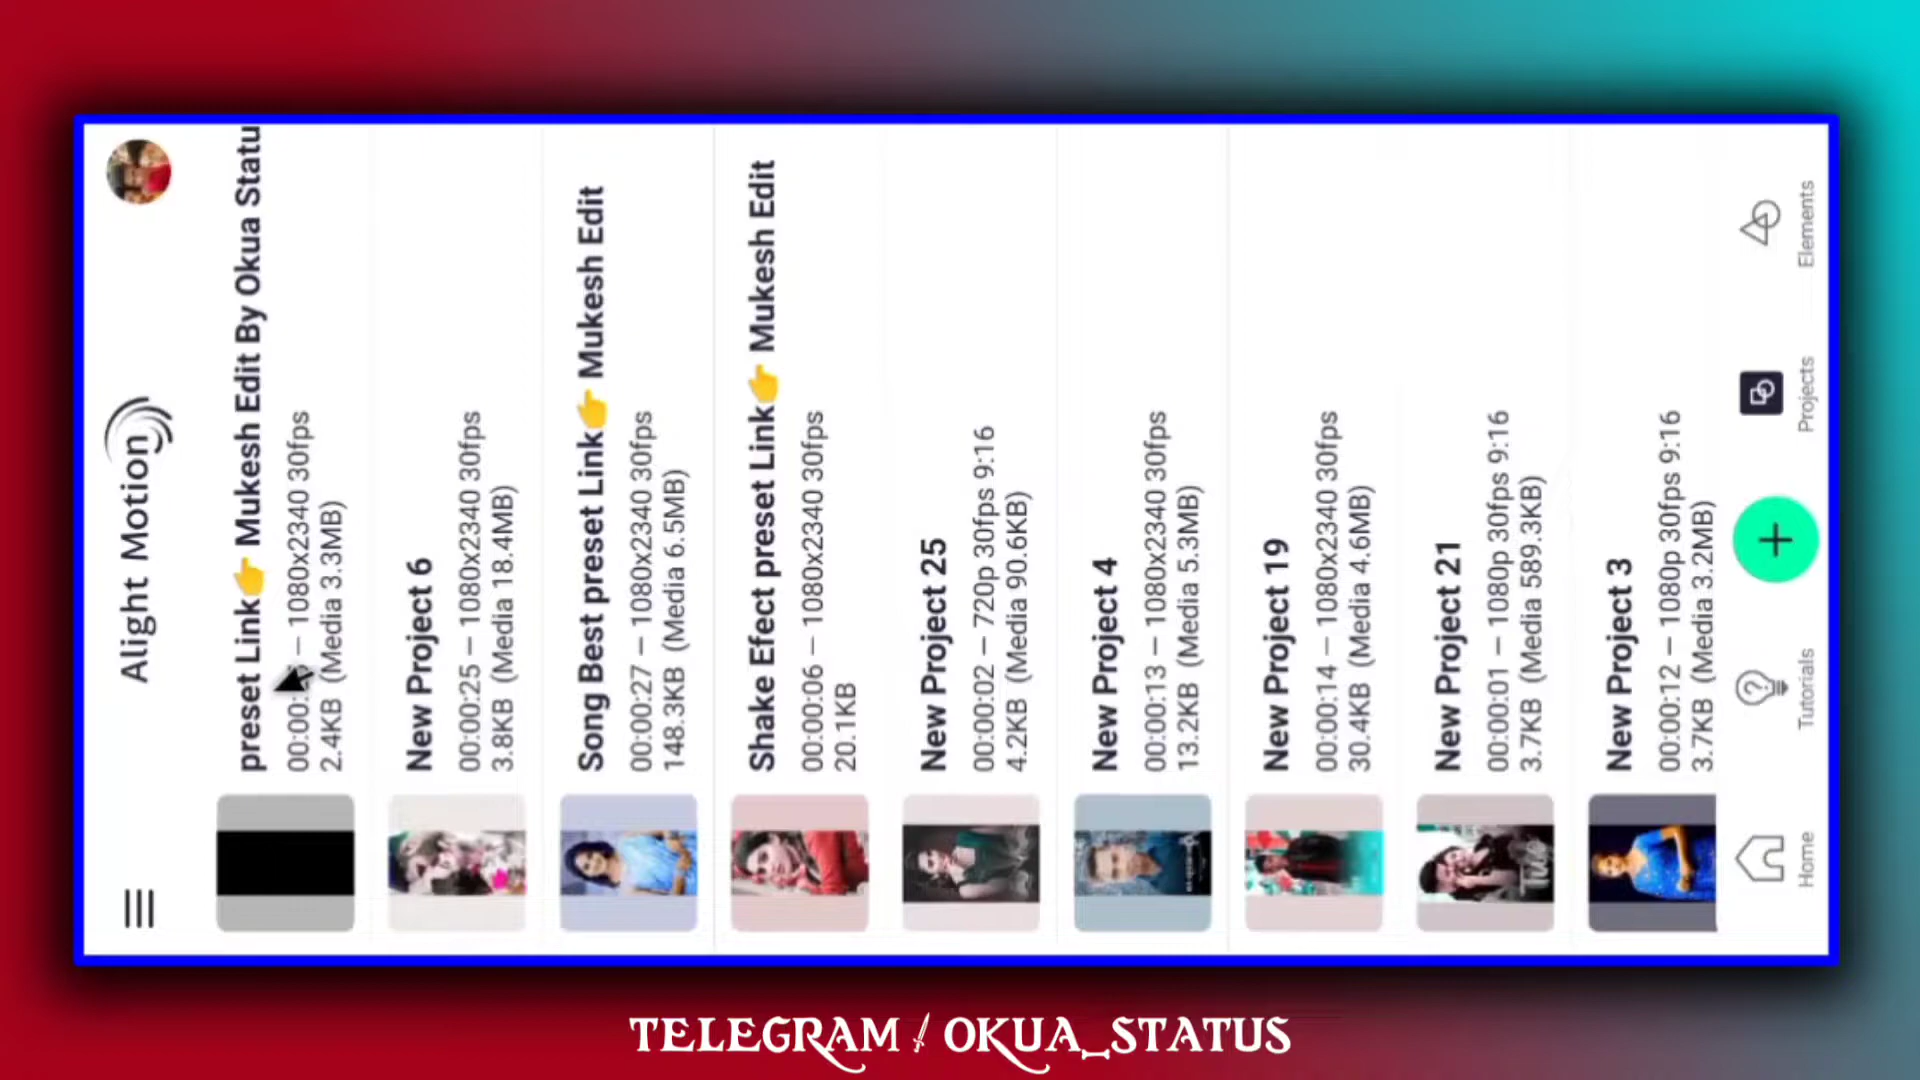 Alight Motion
preset Link👉 Mukesh Edit By Okua Statu
– 1080x2340 30fps
2.4KB (Media 3.3MB)
New Project 6
00:00:25 – 1080x2340 30fps
3.8KB (Media 18.4MB)
Song Best preset Link👉 Mukesh Edit
00:00:27 – 1080x2340 30fps
148.3KB (Media 6.5MB)
Shake Efect preset Link👉 Mukesh Edit
00:00:06 – 1080x2340 30fps
20.1KB
New Project 25
00:00:02 – 720p 30fps 9:16
4.2KB (Media 90.6KB)
New Project 4
00:00:13 – 1080x2340 30fps
13.2KB (Media 5.3MB)
New Project 19
00:00:14 – 1080x2340 30fps
30.4KB (Media 4.6MB)
New Project 21
00:00:01 – 1080p 30fps 9:16
3.7KB (Media 589.3KB)
New Project 3
00:00:12 – 1080p 30fps 9:16
3.7KB (Media 3.2MB)
Home
Tutorials
Projects
Elements
TELEGRAM / OKUA_STATUS